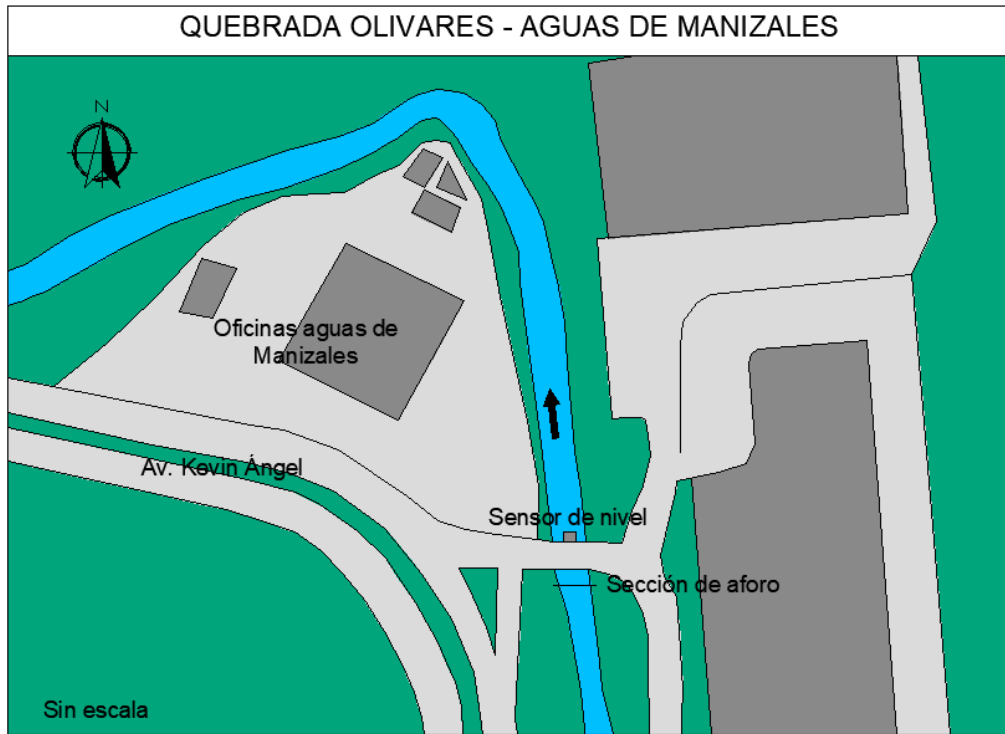 QUEBRADA OLIVARES - AGUAS DE MANIZALES
N
Oficinas aguas de
Manizales
Av. Kevin Ángel
Sensor de nivel
Sección de aforo
Sin escala